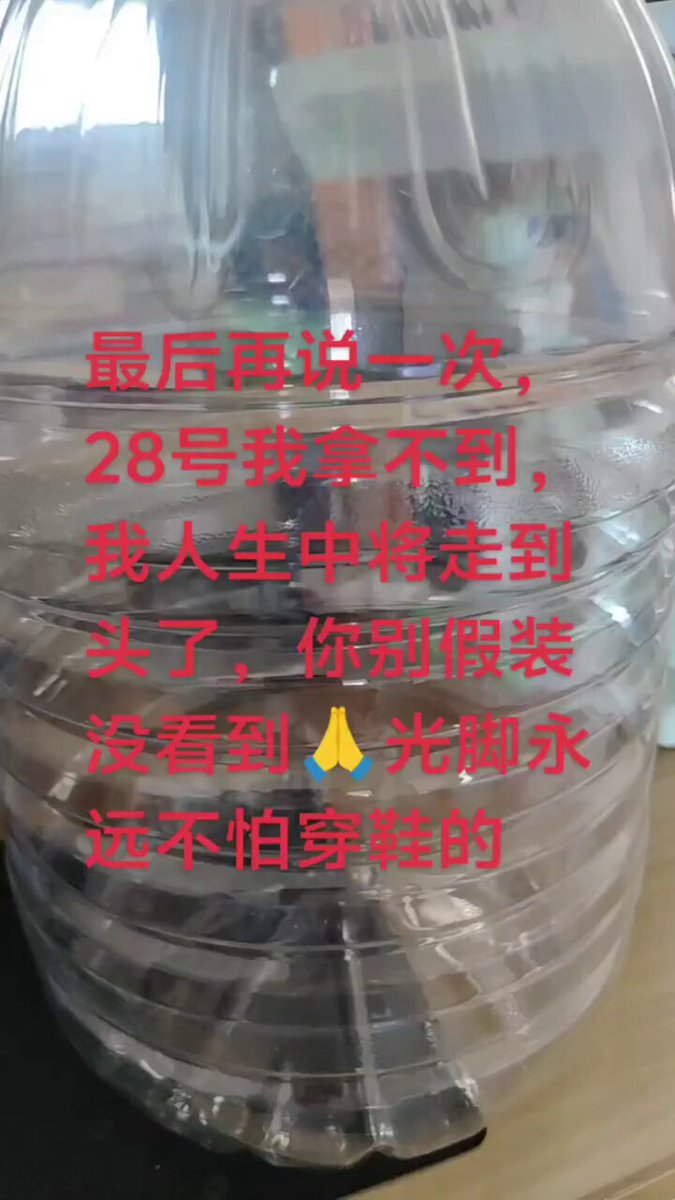 最后再说一次，
28号我拿不到，
我人生中将走到
头了，你别假装
没看到🙏光脚永
远不怕穿鞋的